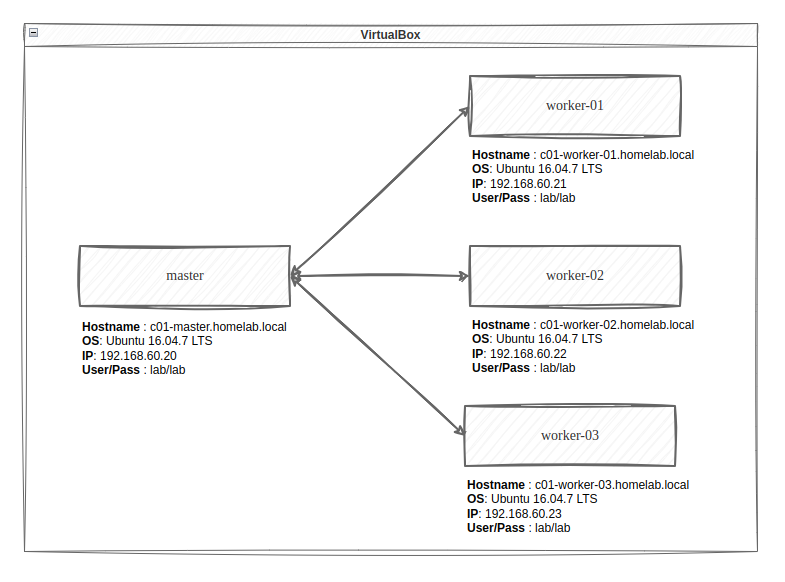 VirtualBox
worker-01
Hostname : c01-worker-01.homelab.local
OS: Ubuntu 16.04.7 LTS
IP: 192.168.60.21
User/Pass : lab/lab
master
Hostname : c01-master.homelab.local
OS: Ubuntu 16.04.7 LTS
IP: 192.168.60.20
User/Pass : lab/lab
worker-02
Hostname : c01-worker-02.homelab.local
OS: Ubuntu 16.04.7 LTS
IP: 192.168.60.22
User/Pass : lab/lab
worker-03
Hostname : c01-worker-03.homelab.local
OS: Ubuntu 16.04.7 LTS
IP: 192.168.60.23
User/Pass : lab/lab